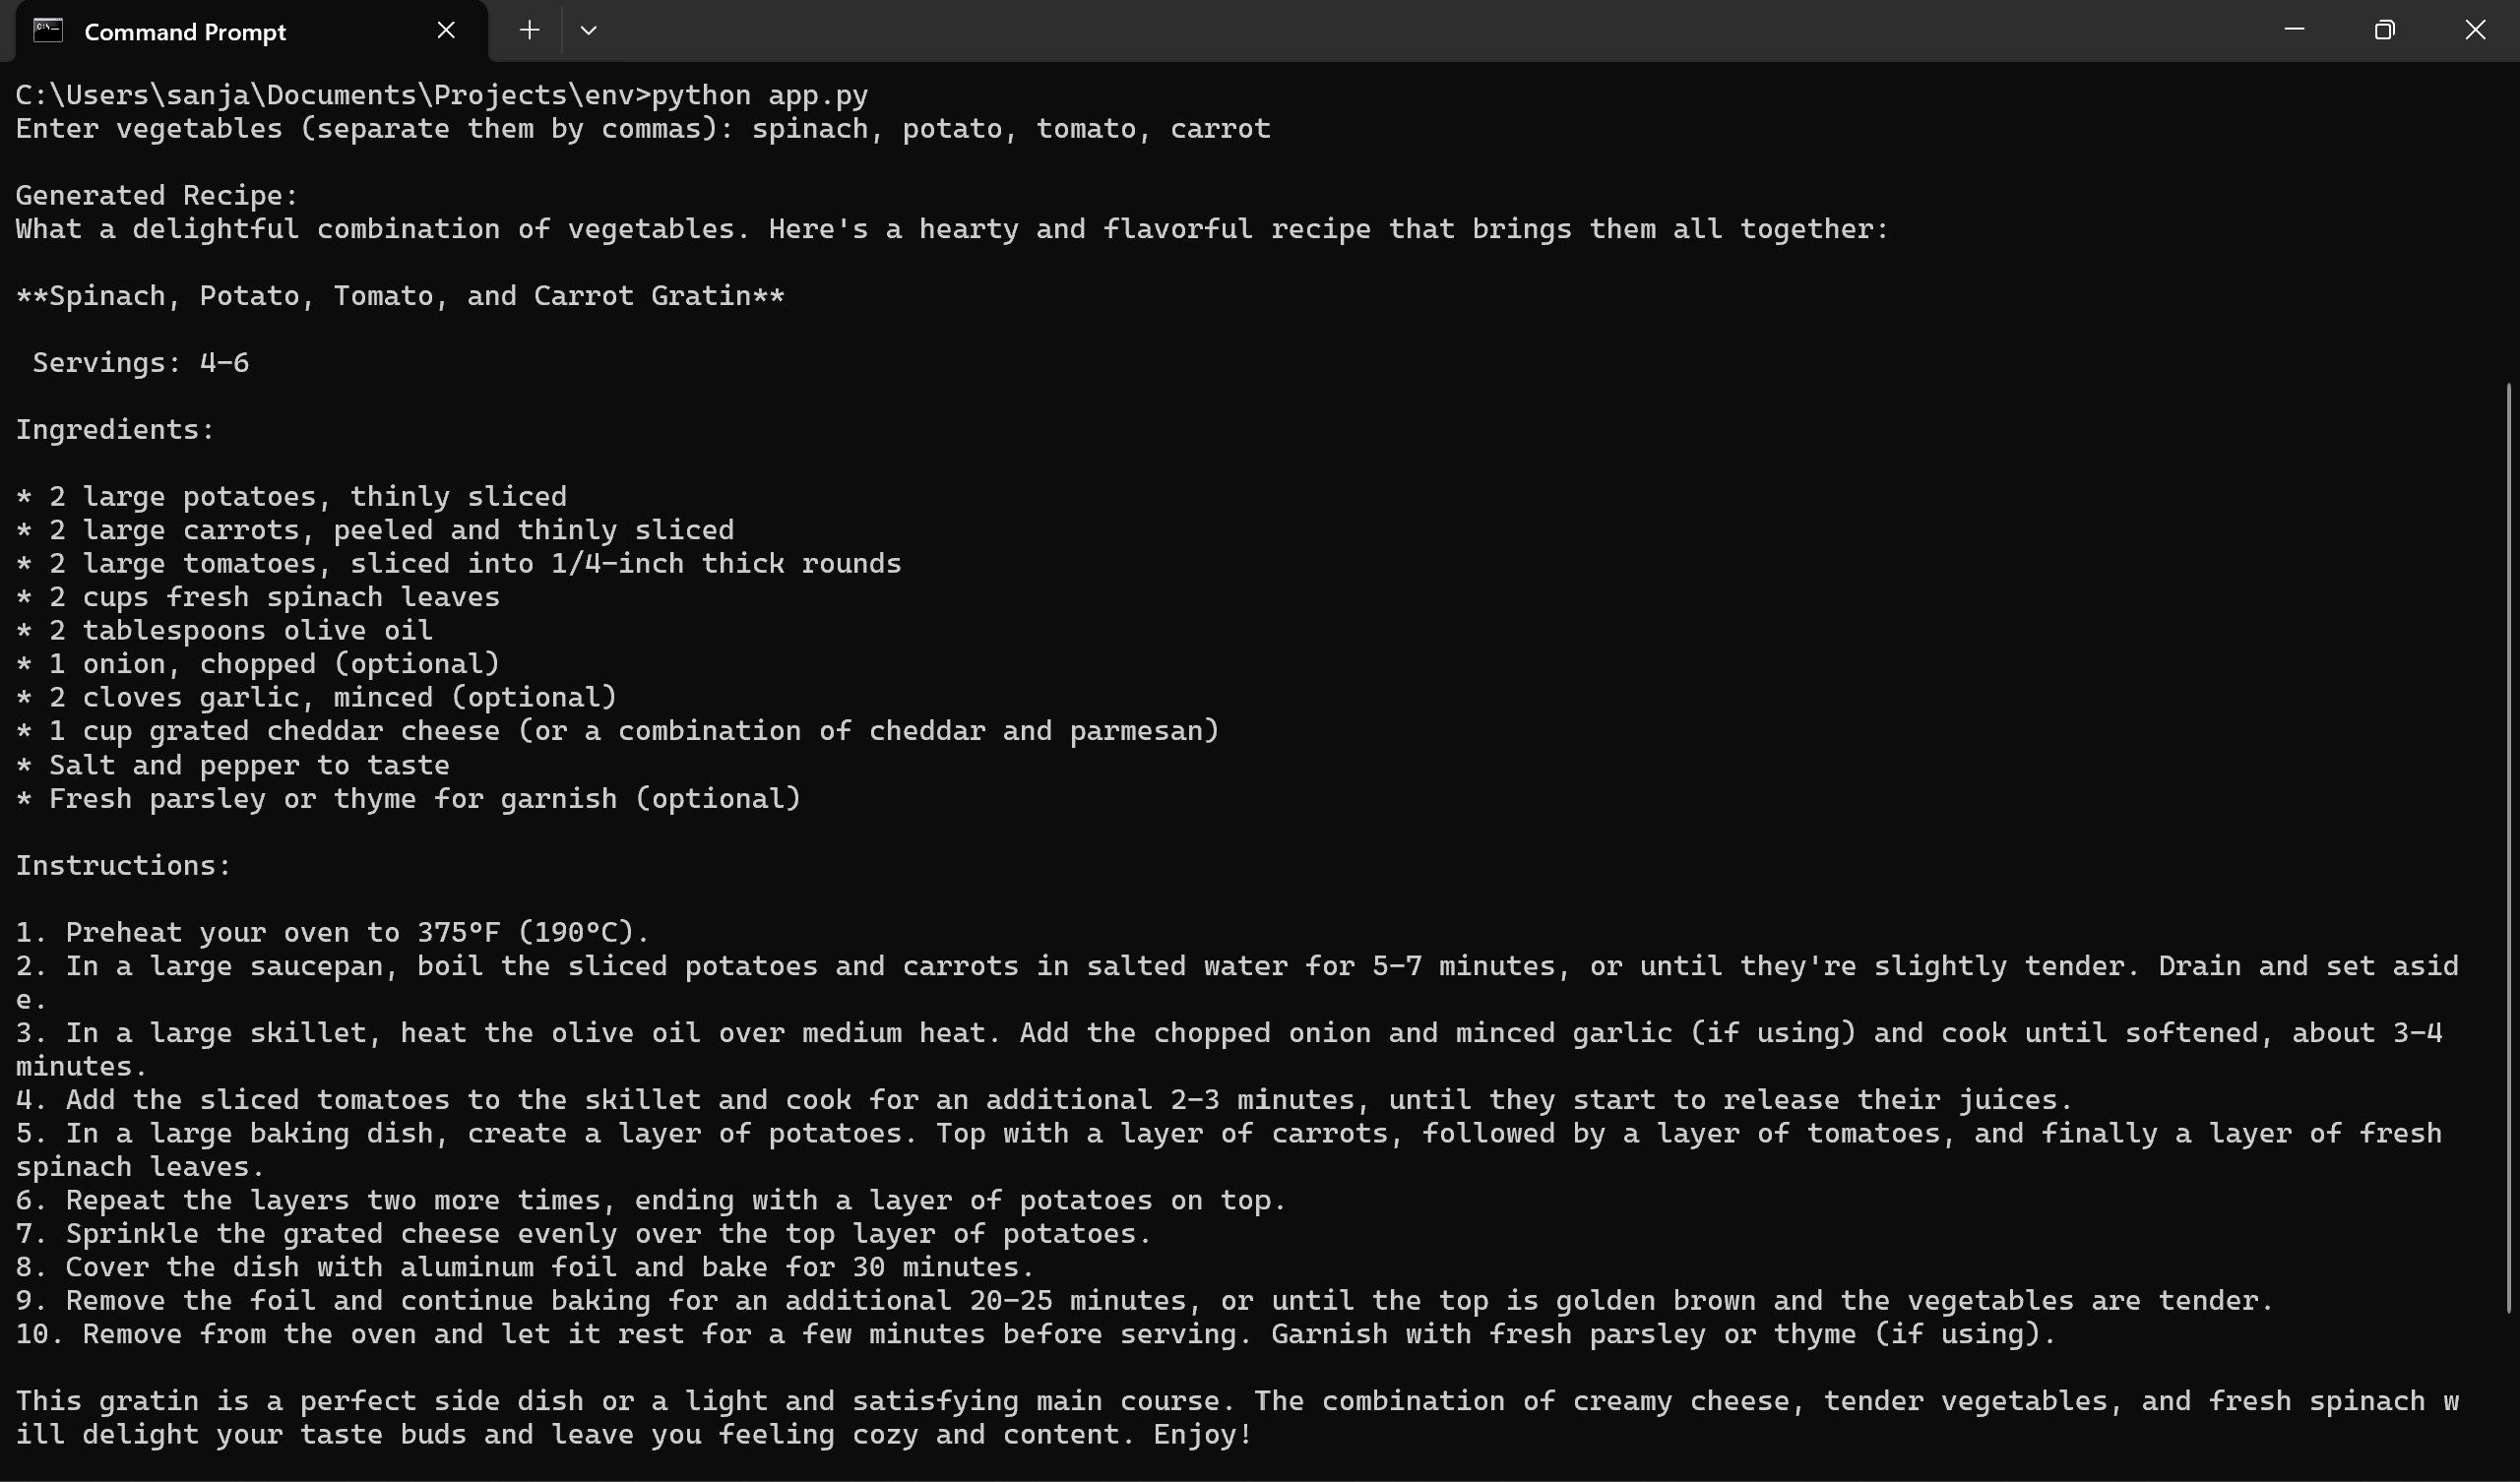 Command Prompt
C:\Users\sanja\Documents\Projects\env>python app.py
Enter vegetables (separate them by commas): spinach, potato, tomato, carrot
Generated Recipe:
What a delightful combination of vegetables. Here's a hearty and flavorful recipe that brings them all together:
**Spinach, Potato, Tomato, and Carrot Gratin**
Servings: 4-6
Ingredients:
* 2 large potatoes, thinly sliced
* 2 large carrots, peeled and thinly sliced
* 2 large tomatoes, sliced into 1/4-inch thick rounds
* 2 cups fresh spinach leaves
* 2 tablespoons olive oil
* 1 onion, chopped (optional)
* 2 cloves garlic, minced (optional)
* 1 cup grated cheddar cheese (or a combination of cheddar and parmesan)
* Salt and pepper to taste
* Fresh parsley or thyme for garnish (optional)
Instructions:
1. Preheat your oven to 375°F (190°C).
2. In a large saucepan, boil the sliced potatoes and carrots in salted water for 5-7 minutes, or until they're slightly tender. Drain and set asid
e.
3. In a large skillet, heat the olive oil over medium heat. Add the chopped onion and minced garlic (if using) and cook until softened, about 3-4
minutes.
4. Add the sliced tomatoes to the skillet and cook for an additional 2-3 minutes, until they start to release their juices.
5. In a large baking dish, create a layer of potatoes. Top with a layer of carrots, followed by a layer of tomatoes, and finally a layer of fresh
spinach leaves.
6. Repeat the layers two more times, ending with a layer of potatoes on top.
7. Sprinkle the grated cheese evenly over the top layer of potatoes.
8. Cover the dish with aluminum foil and bake for 30 minutes.
9. Remove the foil and continue baking for an additional 20-25 minutes, or until the top is golden brown and the vegetables are tender.
10. Remove from the oven and let it rest for a few minutes before serving. Garnish with fresh parsley or thyme (if using).
This gratin is a perfect side dish or a light and satisfying main course. The combination of creamy cheese, tender vegetables, and fresh spinach w
ill delight your taste buds and leave you feeling cozy and content. Enjoy!